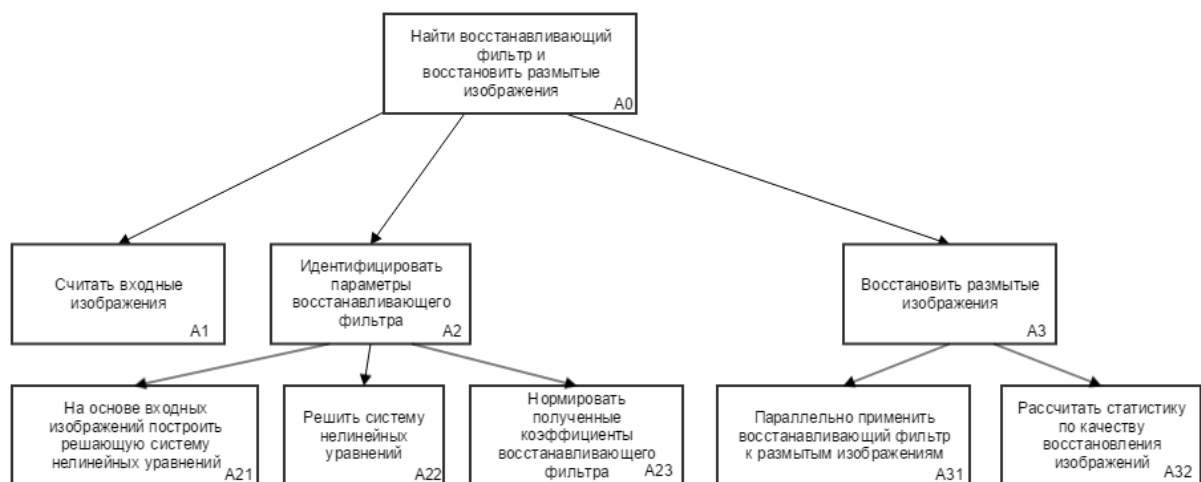 Найти восстанавливающий
фильтр и
восстановить размытые
изображения
A0
Считать входные
изображения
A1
Идентифицировать
параметры
восстанавливающего
фильтра
A2
Восстановить размытые
изображения
A3
На основе входных
изображений построить
решающую систему
нелинейных уравнений
A21
Решить систему
нелинейных
уравнений
A22
Нормировать
полученные
коэффициенты
восстанавливающего
фильтра
A23
Параллельно применить
восстанавливающий фильтр
к размытым изображениям
A31
Рассчитать статистику
по качеству
восстановления
изображений
A32